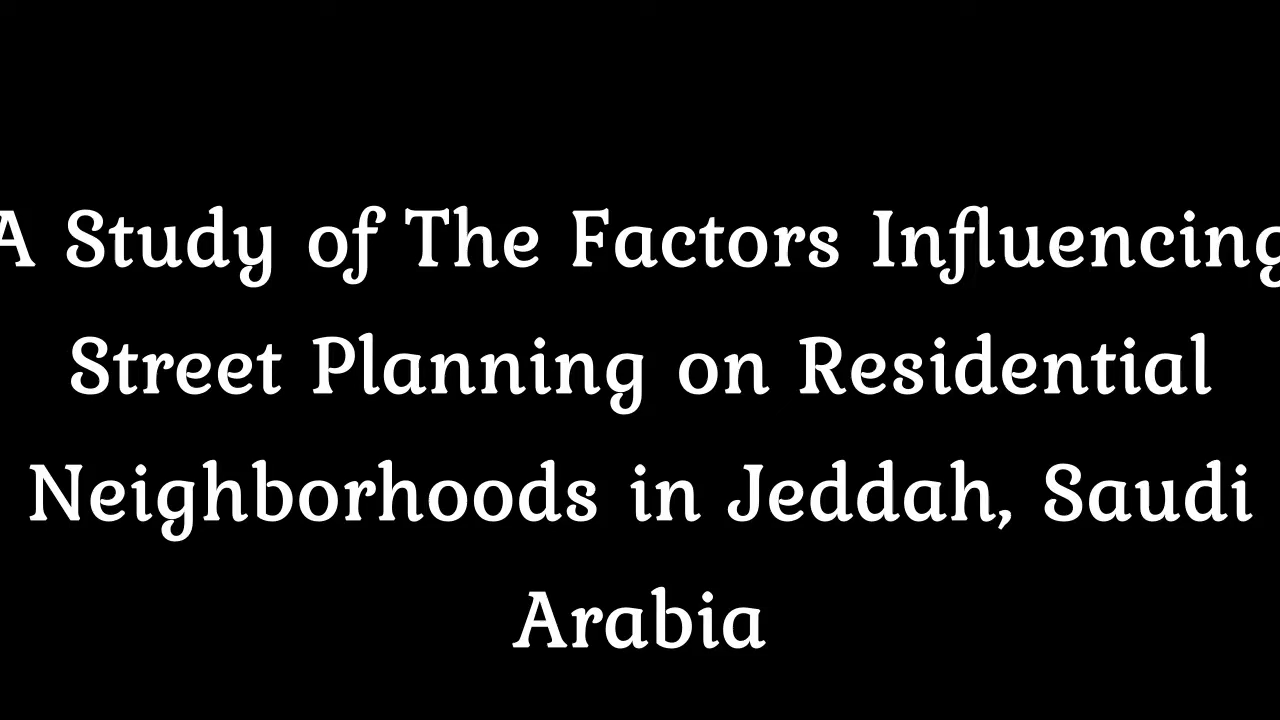 A Study of The Factors Influencing
Street Planning on Residential
Neighborhoods in Jeddah, Saudi
Arabia